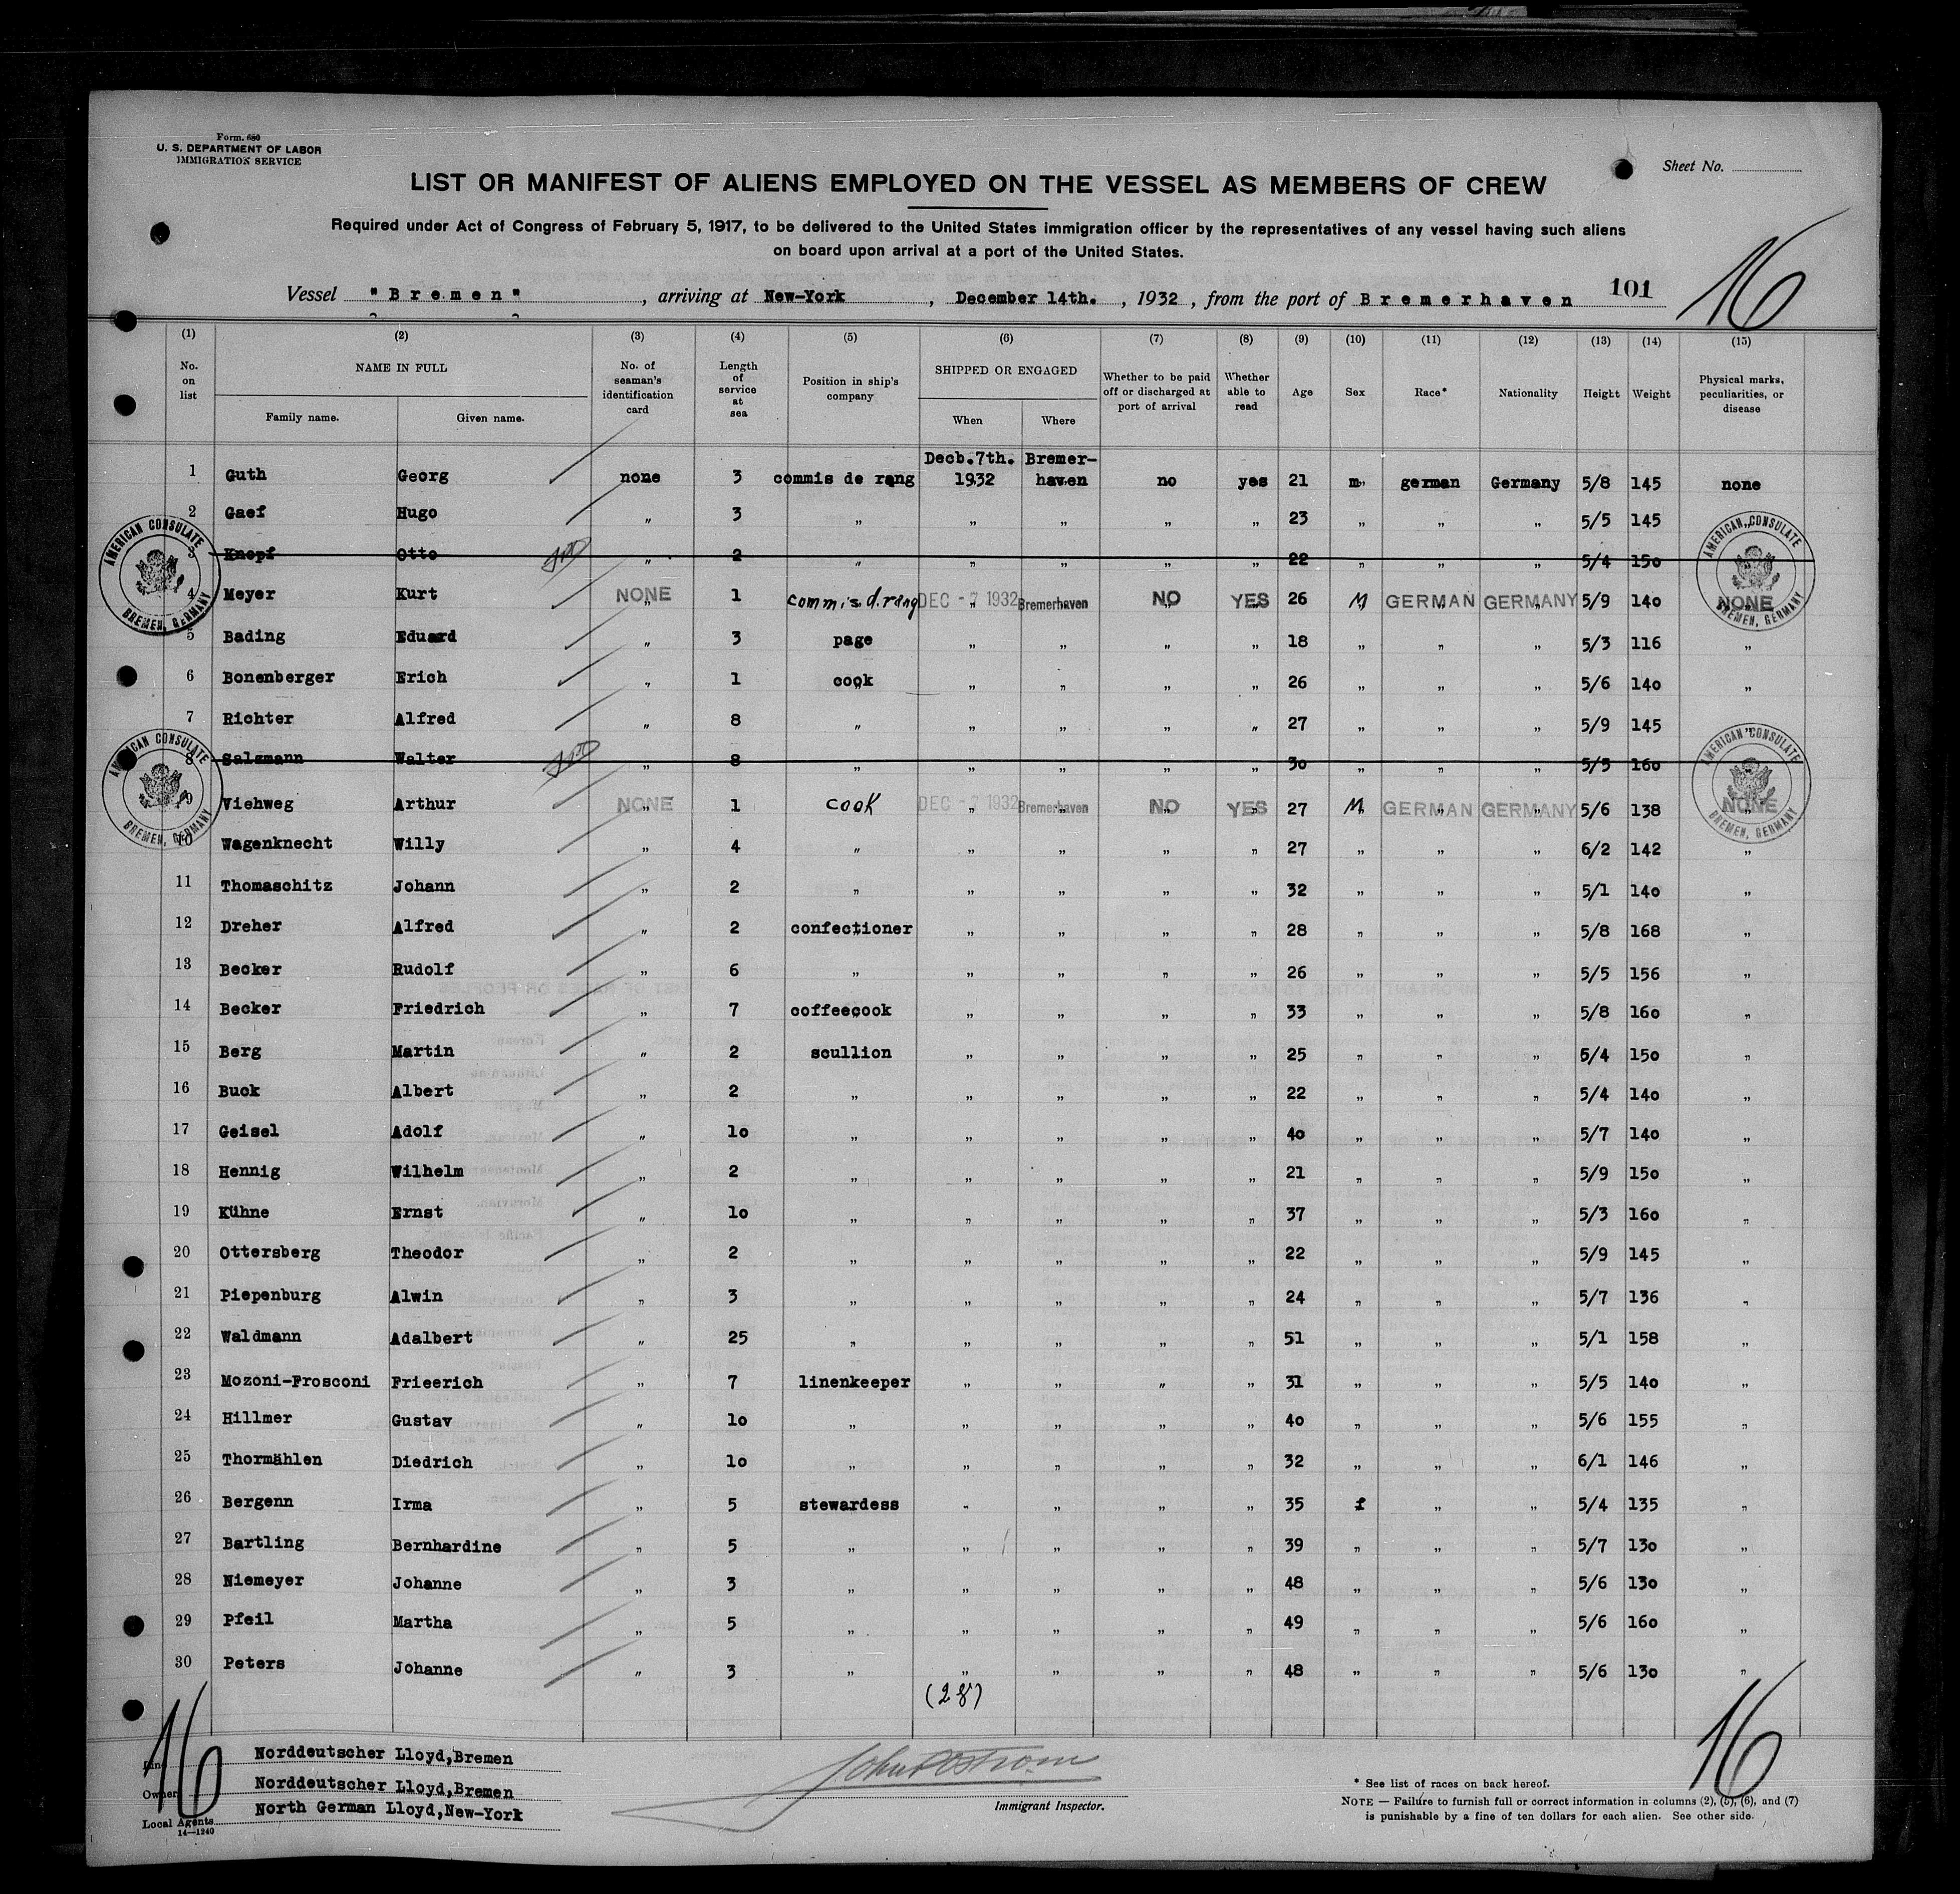 Form. 680
U. S. DEPARTMENT OF LABOR
IMMIGRATION SERVICE
Sheet No.
LIST OR MANIFEST OF ALIENS EMPLOYED ON THE VESSEL AS MEMBERS OF CREW
Required under Act of Congress of February 5, 1917, to be delivered to the United States immigration officer by the representatives of any vessel having such aliens
on board upon arrival at a port of the United States.
16
Vessel "Bremen", arriving at New-York, December 14th., 1932, from the port of Bremerhaven 101
(1) (2) (3) (4) (5) (6) (7) (8) (9) (10) (11) (12) (13) (14) (15)
No. on list NAME IN FULL Family name. Given name. No. of seaman's identification card Length of service at sea Position in ship's company SHIPPED OR ENGAGED When Where Whether to be paid off or discharged at port of arrival Whether able to read Age Sex Race* Nationality Height Weight Physical marks, peculiarities, or disease
1 Guth Georg none 3 commis de rang Decb.7th. 1932 Bremer-haven no yes 21 m german Germany 5/8 145 none
2 Gaef Hugo " 3 " " " " " 23 " " " 5/5 145 "
3 Knopf Otto " 2 " " " " " 22 " " " 5/4 150
4 Meyer Kurt NONE 1 commis d. rang DEC -7 1932 Bremerhaven NO YES 26 M GERMAN GERMANY 5/9 140 NONE
5 Bading Eduard " 3 page " " " " 18 " " " 5/3 116 "
6 Bonenberger Erich " 1 cook " " " " 26 " " " 5/6 140 "
7 Richter Alfred " 8 " " " " " 27 " " " 5/9 145 "
8 Salzmann Walter " 8 " " " " " 30 " " " 5/5 160
9 Viehweg Arthur NONE 1 cook DEC -7 1932 Bremerhaven NO YES 27 M GERMAN GERMANY 5/6 138 NONE
10 Wagenknecht Willy " 4 " " " " " 27 " " " 6/2 142 "
11 Thomaschitz Johann " 2 " " " " " 32 " " " 5/1 140 "
12 Dreher Alfred " 2 confectioner " " " " 28 " " " 5/8 168 "
13 Becker Rudolf " 6 " " " " " 26 " " " 5/5 156 "
14 Becker Friedrich " 7 coffeecook " " " " 33 " " " 5/8 160 "
15 Berg Martin " 2 scullion " " " " 25 " " " 5/4 150 "
16 Buck Albert " 2 " " " " " 22 " " " 5/4 140 "
17 Geisel Adolf " 10 " " " " " 40 " " " 5/7 140 "
18 Hennig Wilhelm " 2 " " " " " 21 " " " 5/9 150 "
19 Kühne Ernst " 10 " " " " " 37 " " " 5/3 160 "
20 Ottersberg Theodor " 2 " " " " " 22 " " " 5/9 145 "
21 Piepenburg Alwin " 3 " " " " " 24 " " " 5/7 136 "
22 Waldmann Adalbert " 25 " " " " " 51 " " " 5/1 158 "
23 Mozoni-Frosconi Frieerich " 7 linenkeeper " " " " 31 " " " 5/5 140 "
24 Hillmer Gustav " 10 " " " " " 40 " " " 5/6 155 "
25 Thormählen Diedrich " 10 " " " " " 32 " " " 6/1 146 "
26 Bergenn Irma " 5 stewardess " " " " 35 f " " 5/4 135 "
27 Bartling Bernhardine " 5 " " " " " 39 " " " 5/7 130 "
28 Niemeyer Johanne " 3 " " " " " 48 " " " 5/6 130 "
29 Pfeil Martha " 5 " " " " " 49 " " " 5/6 160 "
30 Peters Johanne " 3 " " " " " 48 " " " 5/6 130 "
(28)
AMERICAN CONSULATE BREMEN, GERMANY
AMERICAN CONSULATE BREMEN, GERMANY
AMERICAN CONSULATE BREMEN, GERMANY
AMERICAN CONSULATE BREMEN, GERMANY
16
16
Line Norddeutscher Lloyd, Bremen
Owner Norddeutscher Lloyd, Bremen
Local Agents North German Lloyd, New-York
14—1240
Immigrant Inspector.
* See list of races on back hereof.
NOTE — Failure to furnish full or correct information in columns (2), (5), (6), and (7)
is punishable by a fine of ten dollars for each alien. See other side.